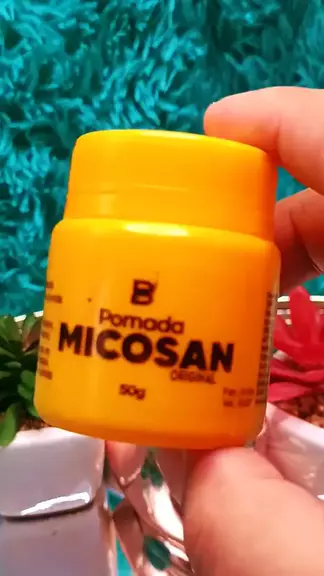 B
Pomada
MICOSAN
ORIGINAL
50g